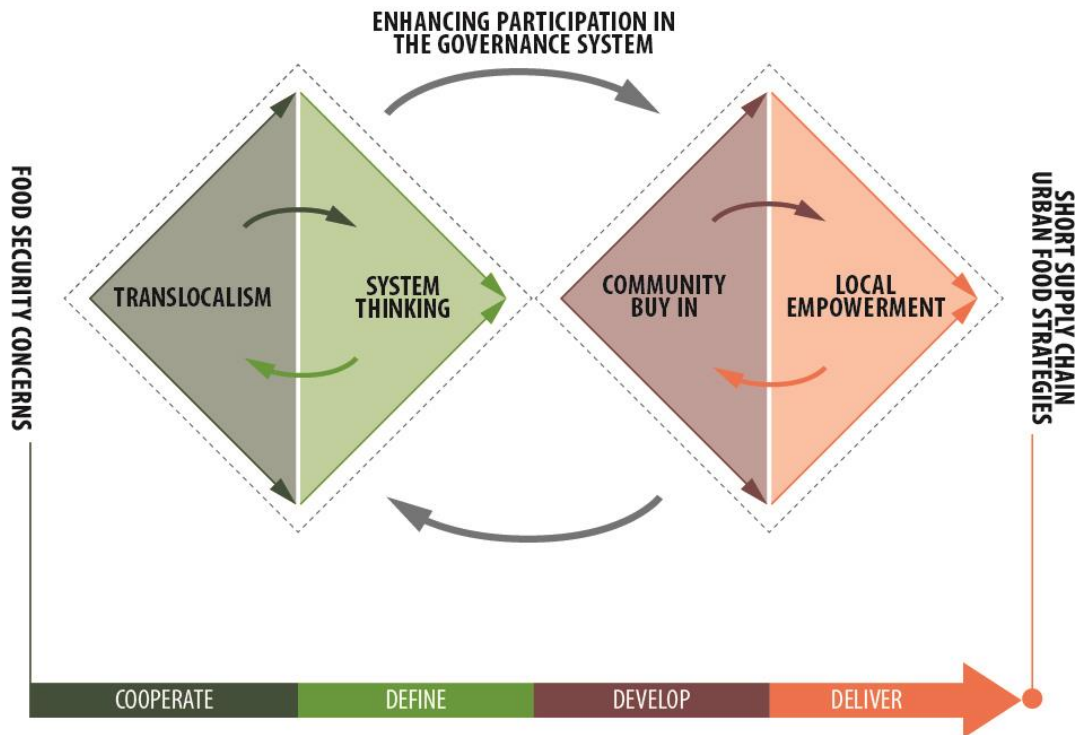 ENHANCING PARTICIPATION IN
THE GOVERNANCE SYSTEM
FOOD SECURITY CONCERNS
TRANSLOCALISM
SYSTEM
THINKING
COMMUNITY
BUY IN
LOCAL
EMPOWERMENT
SHORT SUPPLY CHAIN
URBAN FOOD STRATEGIES
COOPERATE
DEFINE
DEVELOP
DELIVER